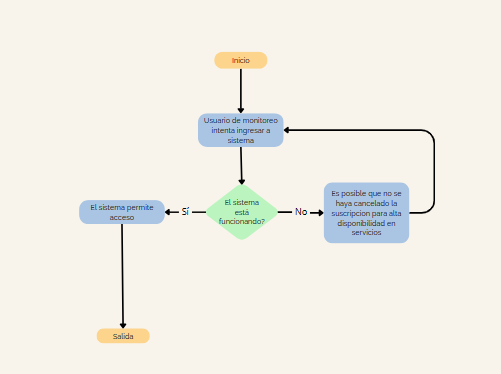 Inicio
Usuario de monitoreo
intenta ingresar a
sistema
El sistema
está
funcionando?
Sí
No
El sistema permite
acceso
Es posible que no se
haya cancelado la
suscripcion para alta
disponibilidad en
servicios
Salida